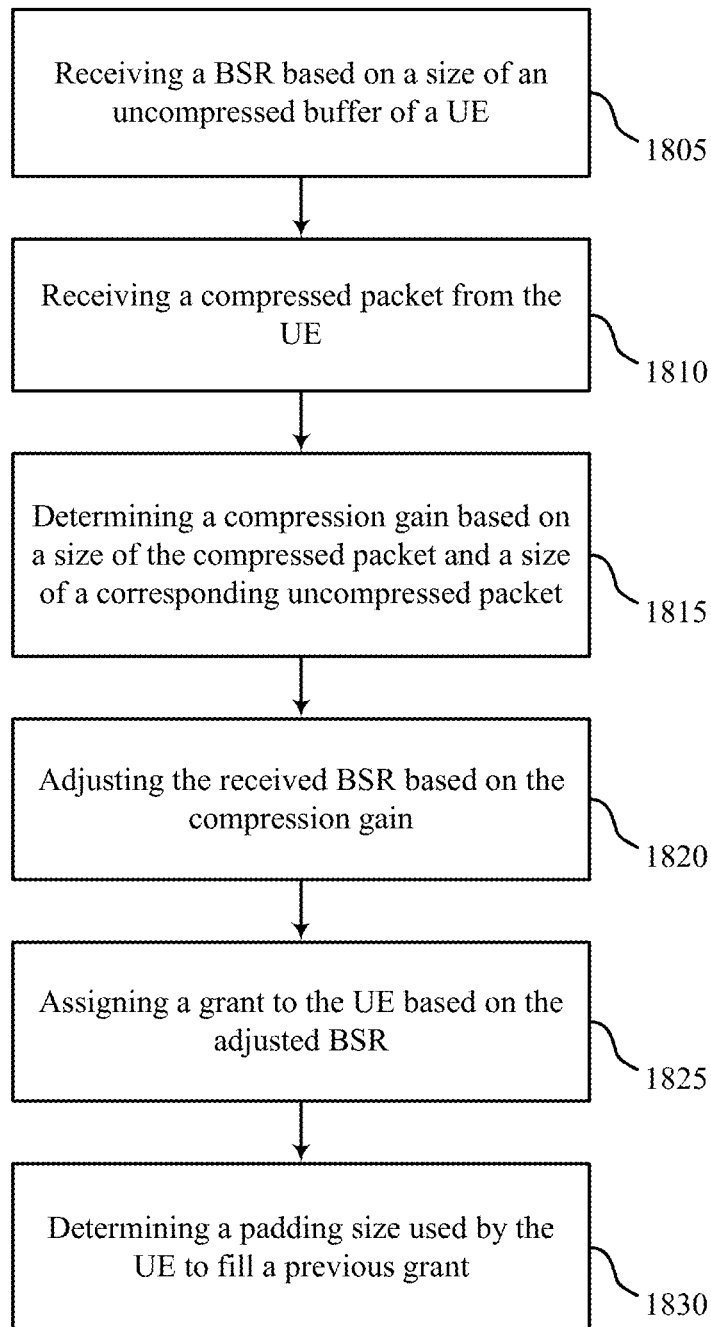 Receiving a BSR based on a size of an
uncompressed buffer of a UE
1805
Receiving a compressed packet from the
UE
1810
Determining a compression gain based on
a size of the compressed packet and a size
of a corresponding uncompressed packet
1815
Adjusting the received BSR based on the
compression gain
1820
Assigning a grant to the UE based on the
adjusted BSR
1825
Determining a padding size used by the
UE to fill a previous grant
1830